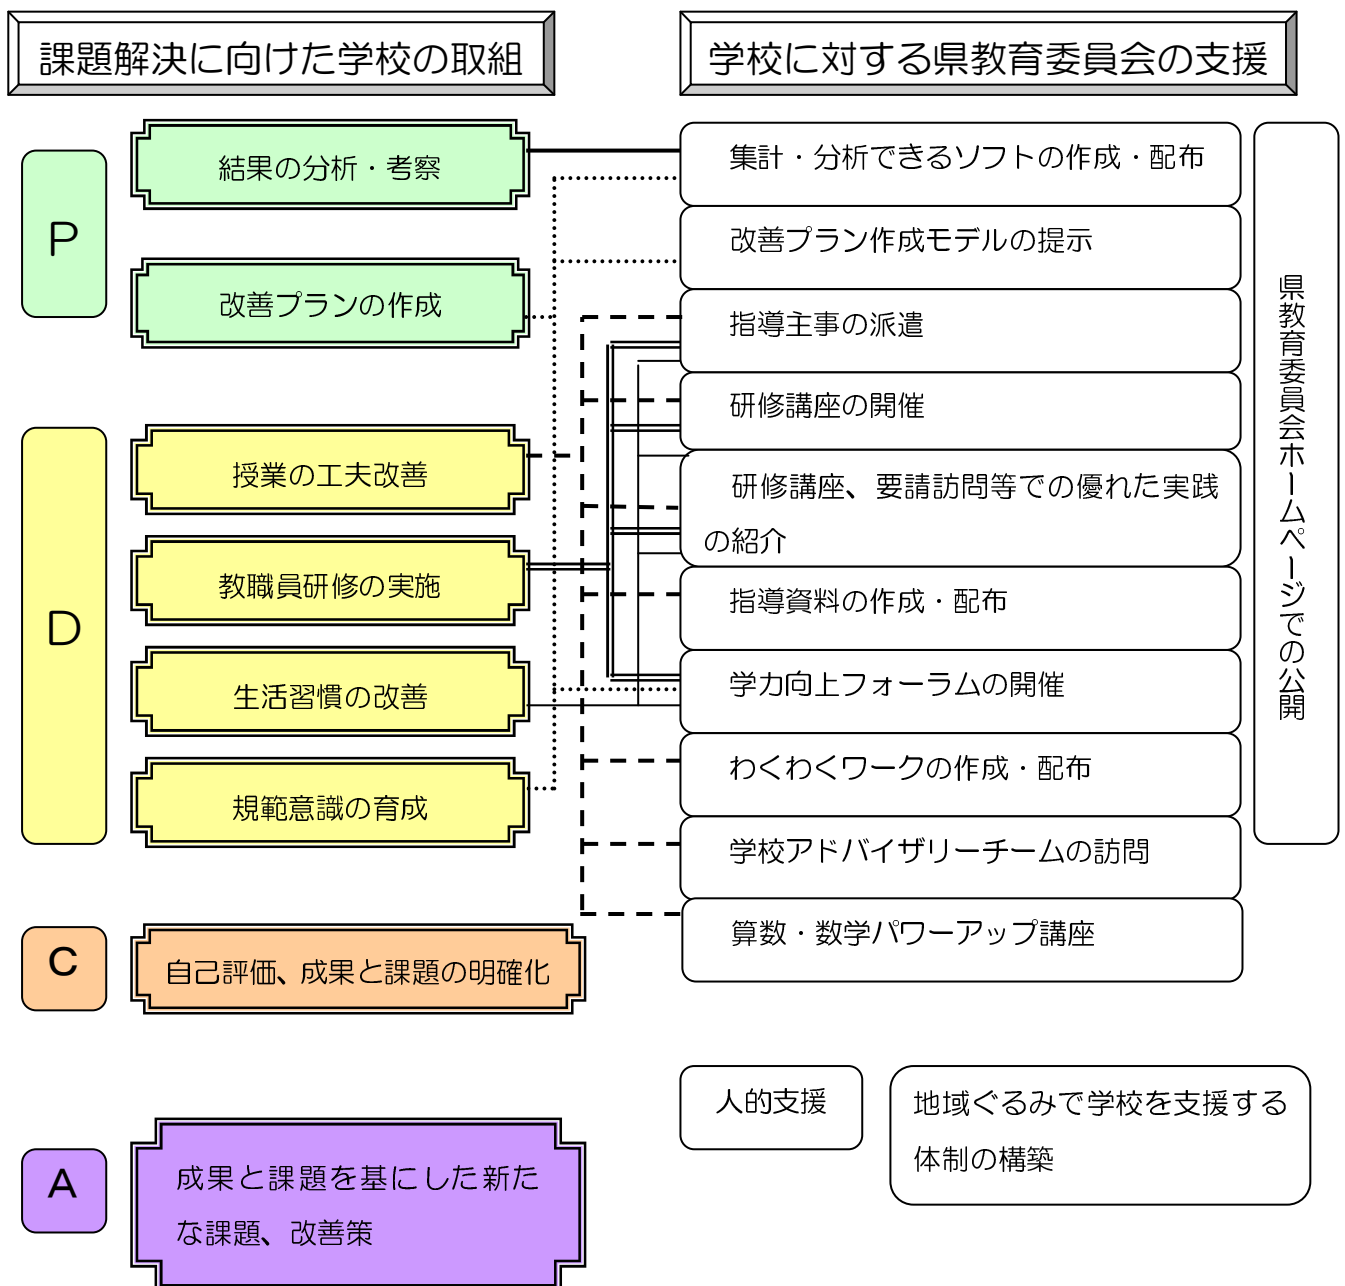 課題解決に向けた学校の取組
学校に対する県教育委員会の支援
P
結果の分析・考察
改善プランの作成
D
授業の工夫改善
教職員研修の実施
生活習慣の改善
規範意識の育成
C
自己評価、成果と課題の明確化
A
成果と課題を基にした新た
な課題、改善策
集計・分析できるソフトの作成・配布
改善プラン作成モデルの提示
指導主事の派遣
研修講座の開催
研修講座、要請訪問等での優れた実践
の紹介
指導資料の作成・配布
学力向上フォーラムの開催
わくわくワークの作成・配布
学校アドバイザリーチームの訪問
算数・数学パワーアップ講座
県教育委員会ホームページでの公開
人的支援
地域ぐるみで学校を支援する
体制の構築